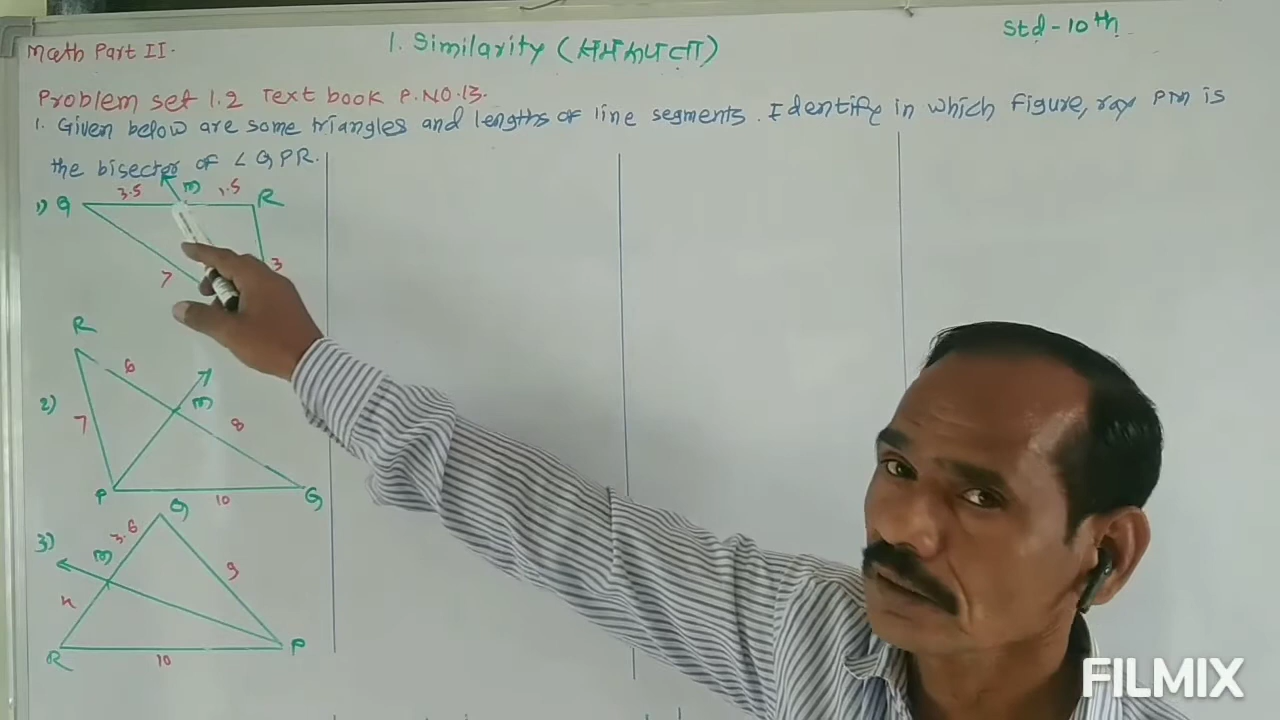 Math Part II.
1. Similarity (समरूपता)
Std - 10th
Problem set 1.2 Text book P.NO.13.
1. Given below are some triangles and lengths of line segments. Identify in which figure, ray PM is
the bisector of ∠QPR.
1) Q 3.5 M 1.5 R
7 3
2) R 6 M
7 8
P 10 Q
3) Q
M 3.6
4 9
R 10 P
FILMIX